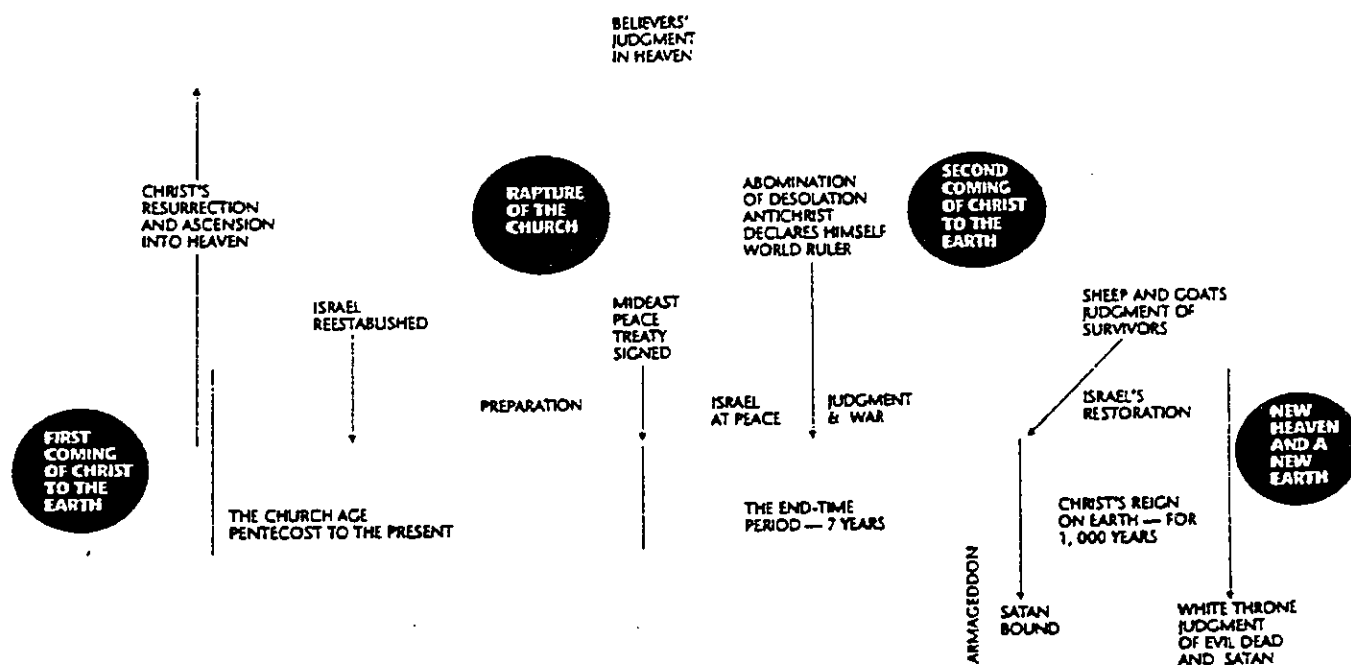 BELIEVERS'
JUDGMENT
IN HEAVEN
CHRIST'S
RESURRECTION
AND ASCENSION
INTO HEAVEN
RAPTURE
OF THE
CHURCH
ABOMINATION
OF DESOLATION
ANTICHRIST
DECLARES HIMSELF
WORLD RULER
SECOND
COMING
OF CHRIST
TO THE
EARTH
ISRAEL
REESTABLISHED
MIDEAST
PEACE
TREATY
SIGNED
SHEEP AND GOATS
JUDGMENT OF
SURVIVORS
PREPARATION
ISRAEL
AT PEACE
JUDGMENT
& WAR
ISRAEL'S
RESTORATION
FIRST
COMING
OF CHRIST
TO THE
EARTH
NEW
HEAVEN
AND A
NEW
EARTH
THE CHURCH AGE
PENTECOST TO THE PRESENT
THE END-TIME
PERIOD — 7 YEARS
CHRIST'S REIGN
ON EARTH — FOR
1, 000 YEARS
ARMAGEDDON
SATAN
BOUND
WHITE THRONE
JUDGMENT
OF EVIL DEAD
AND SATAN